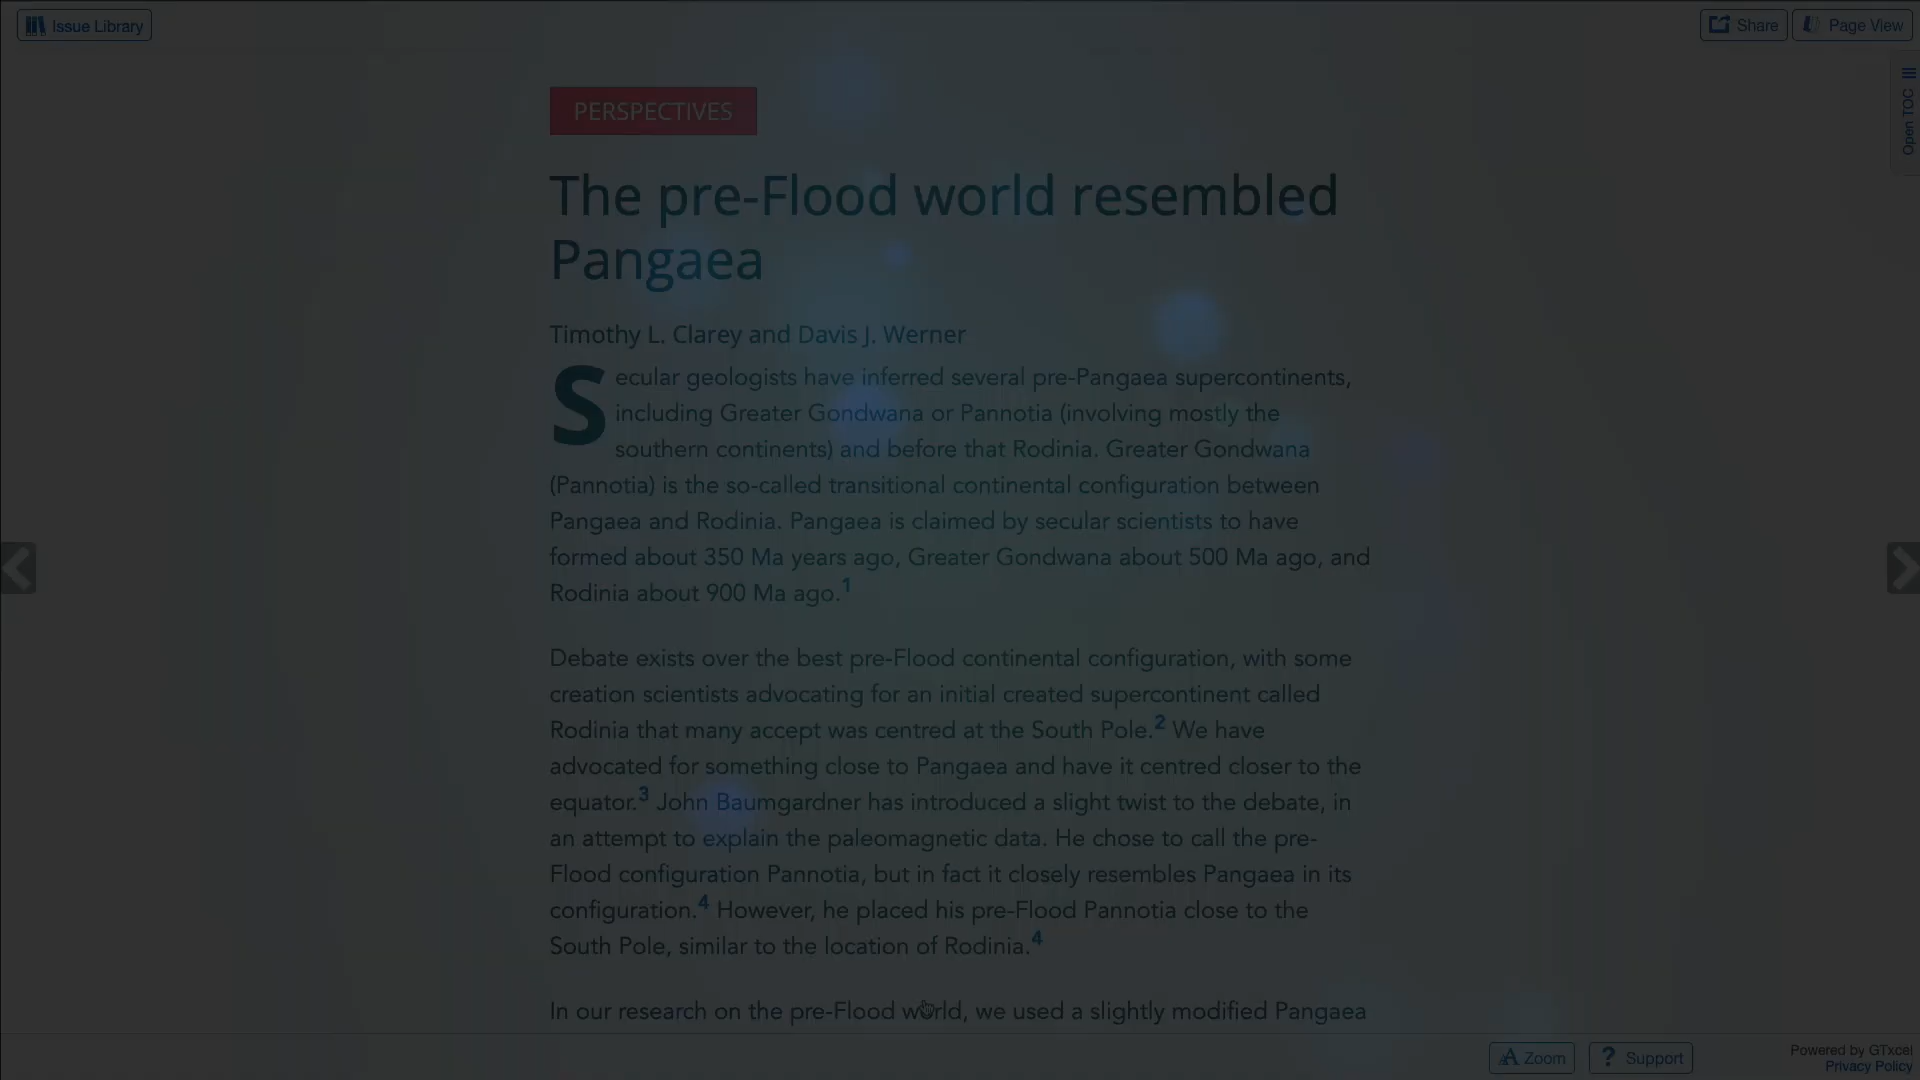 Issue Library
Share
Page View
Open TOC
PERSPECTIVES
The pre-Flood world resembled
Pangaea
Timothy L. Clarey and Davis J. Werner
Secular geologists have inferred several pre-Pangaea supercontinents,
including Greater Gondwana or Pannotia (involving mostly the
southern continents) and before that Rodinia. Greater Gondwana
(Pannotia) is the so-called transitional continental configuration between
Pangaea and Rodinia. Pangaea is claimed by secular scientists to have
formed about 350 Ma years ago, Greater Gondwana about 500 Ma ago, and
Rodinia about 900 Ma ago.1
Debate exists over the best pre-Flood continental configuration, with some
creation scientists advocating for an initial created supercontinent called
Rodinia that many accept was centred at the South Pole.2 We have
advocated for something close to Pangaea and have it centred closer to the
equator.3 John Baumgardner has introduced a slight twist to the debate, in
an attempt to explain the paleomagnetic data. He chose to call the pre-
Flood configuration Pannotia, but in fact it closely resembles Pangaea in its
configuration.4 However, he placed his pre-Flood Pannotia close to the
South Pole, similar to the location of Rodinia.4
In our research on the pre-Flood world, we used a slightly modified Pangaea
Zoom
Support
Powered by GTxcel
Privacy Policy